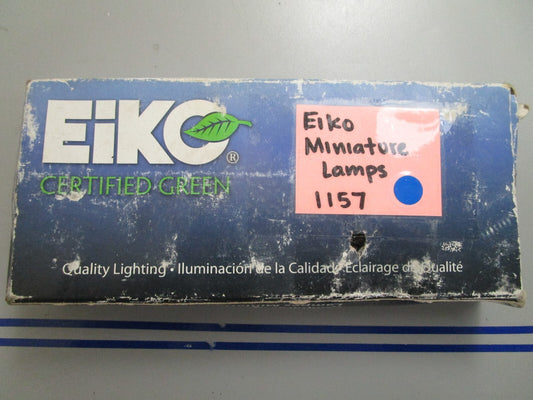 EiKO®
CERTIFIED GREEN
Eiko
Miniature
Lamps
1157
Quality Lighting • Iluminación de la Calidad • Eclairage de Qualité